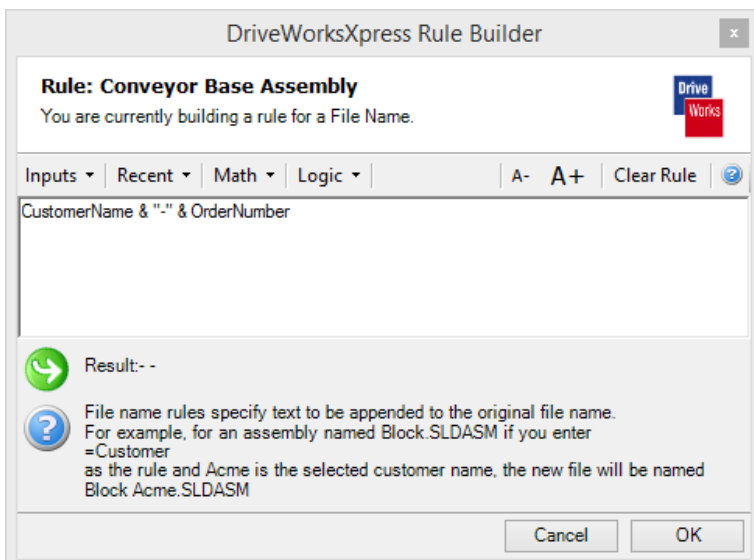 DriveWorksXpress Rule Builder
x
Rule: Conveyor Base Assembly
You are currently building a rule for a File Name.
Drive
Works
Inputs Recent Math Logic A- A+ Clear Rule ?
CustomerName & "-" & OrderNumber
Result:- -
? File name rules specify text to be appended to the original file name.
For example, for an assembly named Block.SLDASM if you enter
=Customer
as the rule and Acme is the selected customer name, the new file will be named
Block Acme.SLDASM
Cancel OK